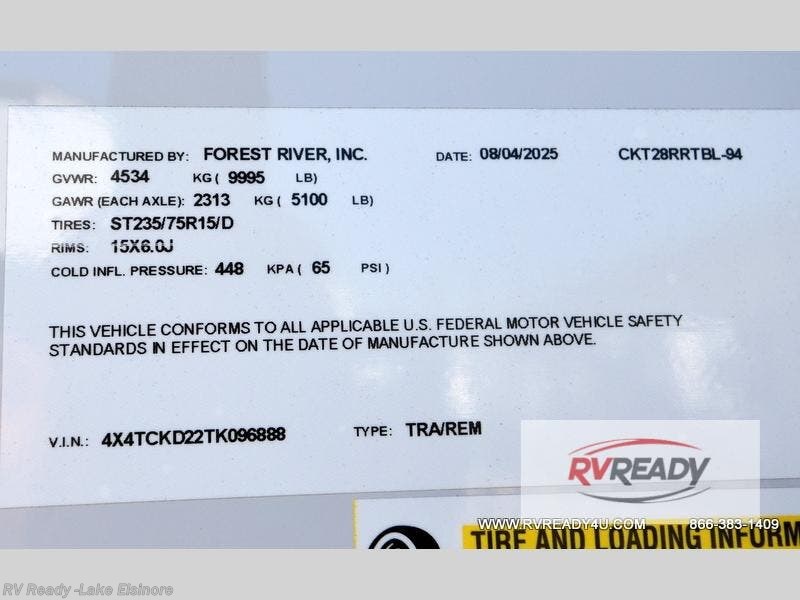 MANUFACTURED BY: FOREST RIVER, INC. DATE: 08/04/2025 CKT28RRTBL-94
GVWR: 4534 KG ( 9995 LB)
GAWR (EACH AXLE): 2313 KG ( 5100 LB)
TIRES: ST235/75R15/D
RIMS: 15X6.0J
COLD INFL. PRESSURE: 448 KPA ( 65 PSI )
THIS VEHICLE CONFORMS TO ALL APPLICABLE U.S. FEDERAL MOTOR VEHICLE SAFETY
STANDARDS IN EFFECT ON THE DATE OF MANUFACTURE SHOWN ABOVE.
V.I.N.: 4X4TCKD22TK096888 TYPE: TRA/REM
RVREADY
WWW.RVREADY4U.COM 866-383-1409
TIRE AND LOADING INFORM
RV Ready -Lake Elsinore